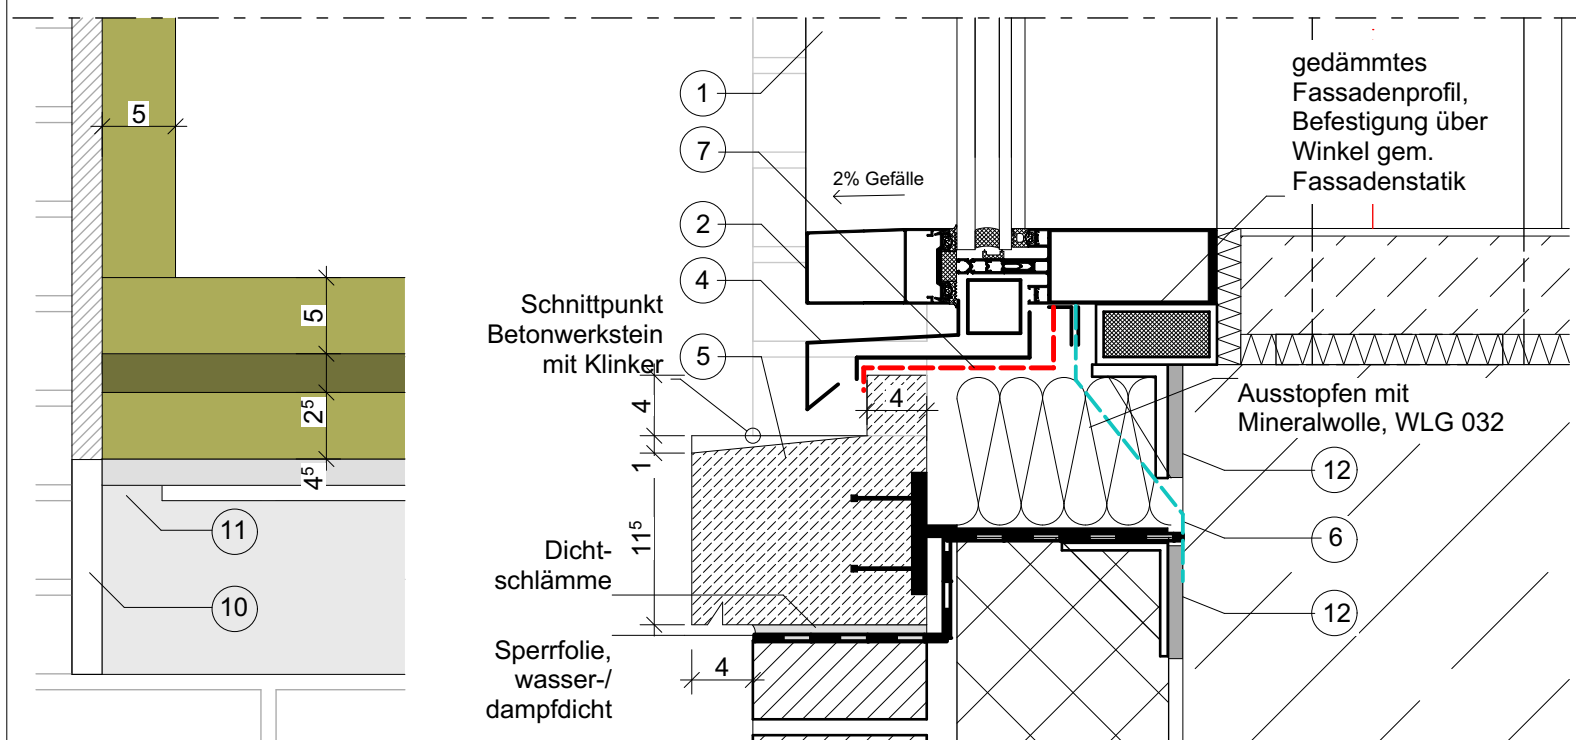 5
5
2⁵
4⁵
11
10
1
7
2
4
5
2% Gefälle
Schnittpunkt
Betonwerkstein
mit Klinker
4
1
11⁵
4
Dicht-
schlämme
Sperrfolie,
wasser-/
dampfdicht
4
gedämmtes
Fassadenprofil,
Befestigung über
Winkel gem.
Fassadenstatik
Ausstopfen mit
Mineralwolle, WLG 032
12
6
12